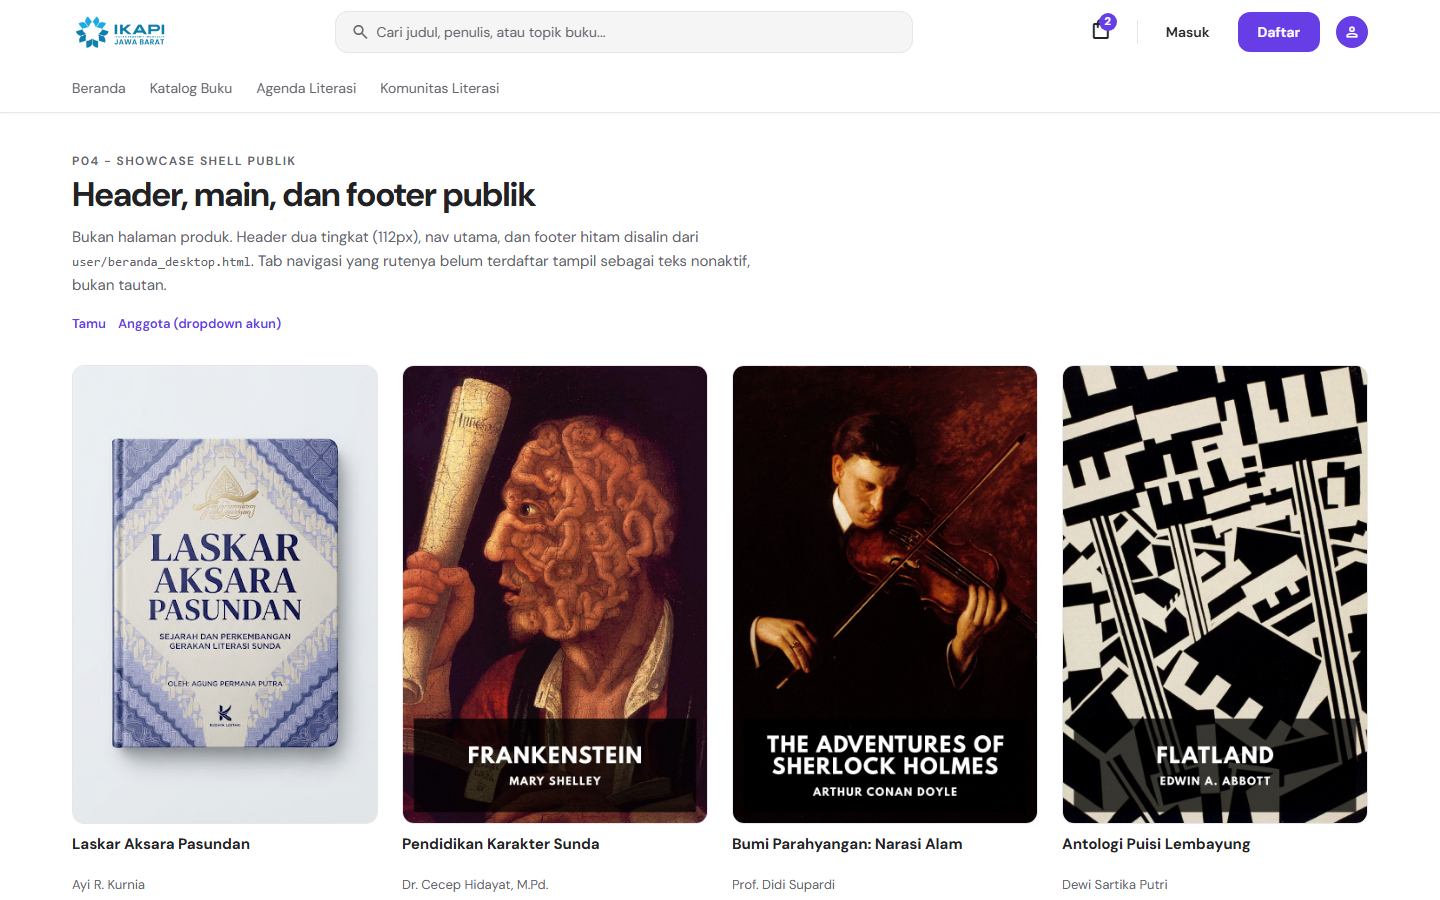 IKAPI
JAWA BARAT
Cari judul, penulis, atau topik buku...
2
Masuk
Daftar
Beranda
Katalog Buku
Agenda Literasi
Komunitas Literasi
P04 - SHOWCASE SHELL PUBLIK
Header, main, dan footer publik
Bukan halaman produk. Header dua tingkat (112px), nav utama, dan footer hitam disalin dari
user/beranda_desktop.html. Tab navigasi yang rutenya belum terdaftar tampil sebagai teks nonaktif,
bukan tautan.
Tamu
Anggota (dropdown akun)
LASKAR
AKSARA
PASUNDAN
SEJARAH DAN PERKEMBANGAN
GERAKAN LITERASI SUNDA
OLEH: AGUNG PERMANA PUTRA
Laskar Aksara Pasundan
Ayi R. Kurnia
FRANKENSTEIN
MARY SHELLEY
Pendidikan Karakter Sunda
Dr. Cecep Hidayat, M.Pd.
THE ADVENTURES OF
SHERLOCK HOLMES
ARTHUR CONAN DOYLE
Bumi Parahyangan: Narasi Alam
Prof. Didi Supardi
FLATLAND
EDWIN A. ABBOTT
Antologi Puisi Lembayung
Dewi Sartika Putri